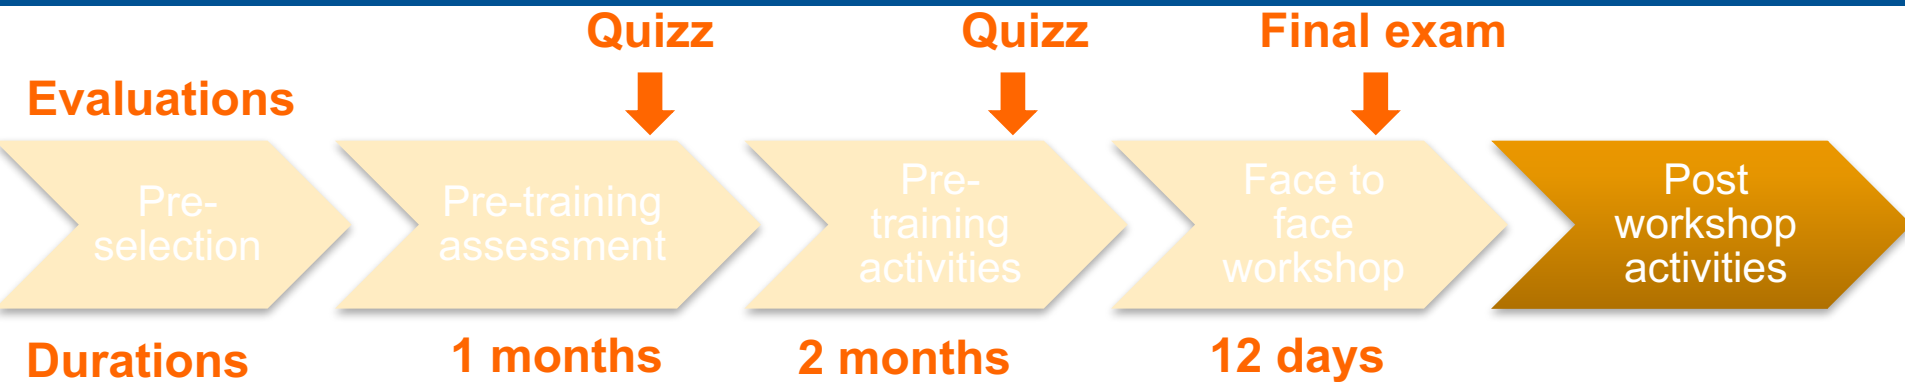 Quizz
Quizz
Final exam
Evaluations
Pre-
selection
Pre-training
assessment
Pre-
training
activities
Face to
face
workshop
Post
workshop
activities
Durations
1 months
2 months
12 days